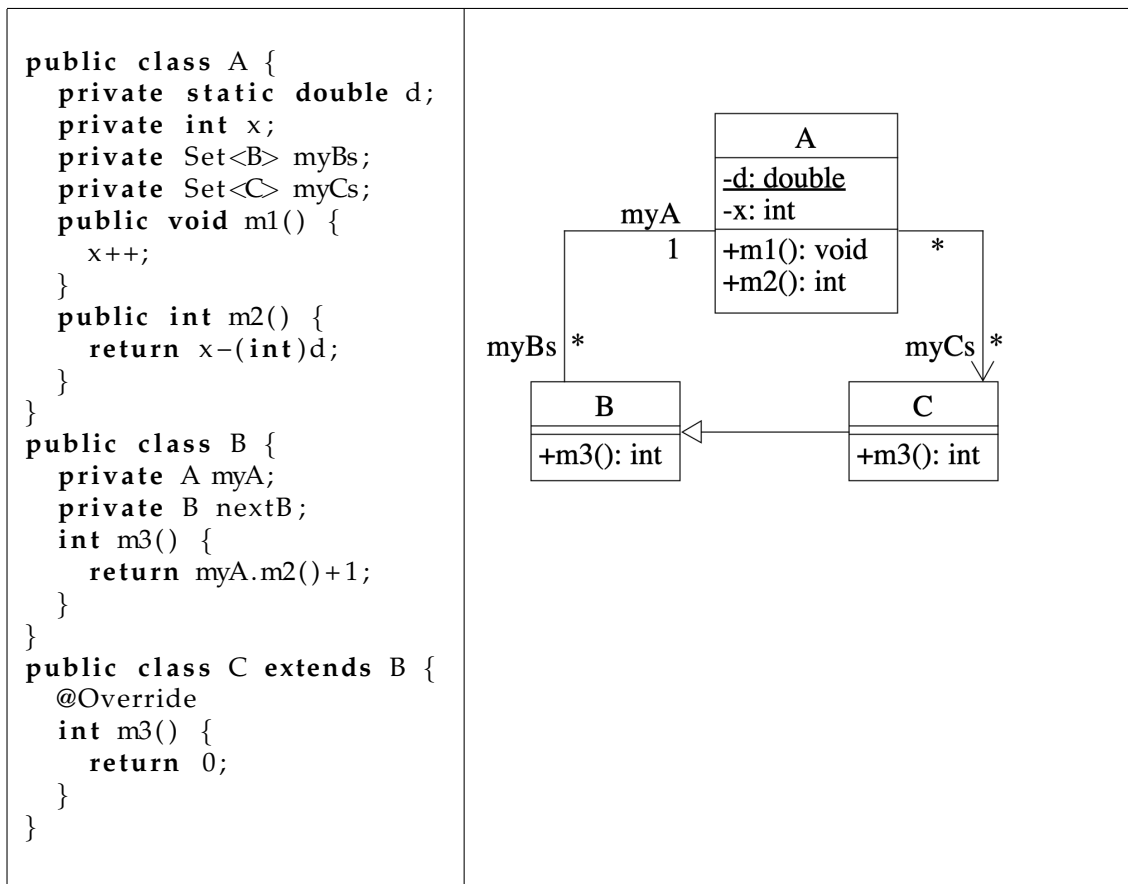 public class A {
private static double d;
private int x;
private Set<B> myBs;
private Set<C> myCs;
public void m1() {
x++;
}
public int m2() {
return x-(int)d;
}
}
public class B {
private A myA;
private B nextB;
int m3() {
return myA.m2()+1;
}
}
public class C extends B {
@Override
int m3() {
return 0;
}
}
A
-d: double
-x: int
+m1(): void
+m2(): int
myA
1
*
myBs *
myCs *
B
+m3(): int
C
+m3(): int